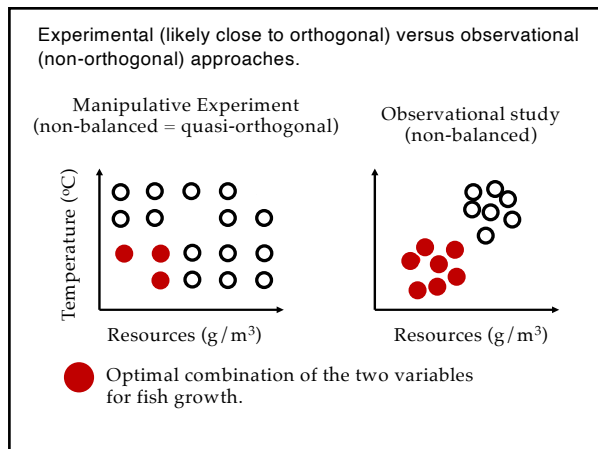 Experimental (likely close to orthogonal) versus observational
(non-orthogonal) approaches.
Manipulative Experiment
(non-balanced = quasi-orthogonal)
Observational study
(non-balanced)
Temperature (ºC)
Resources (g/m³)
Resources (g/m³)
Optimal combination of the two variables
for fish growth.